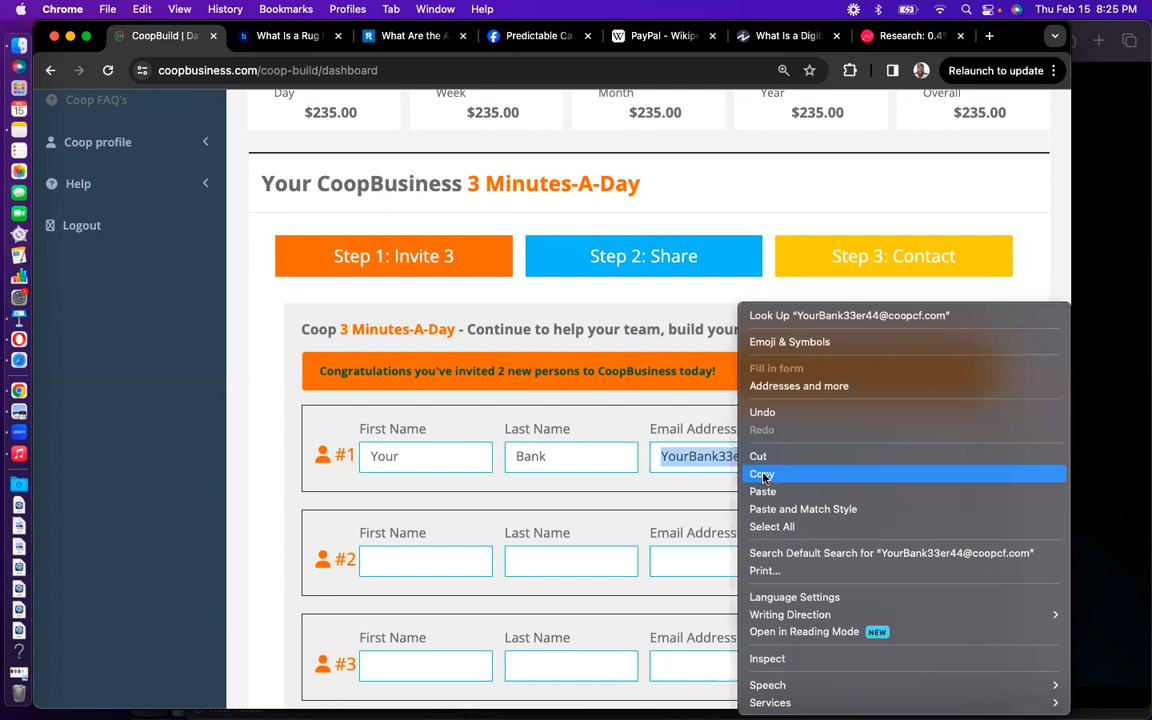 Chrome File Edit View History Bookmarks Profiles Tab Window Help Thu Feb 15 8:25 PM
CoopBuild | Da What Is a Rug What Are the A Predictable Ca. PayPal - Wikipe What Is a Digit Research: 0.4%
coopbusiness.com/coop-build/dashboard Relaunch to update
Coop FAQ's
Coop profile
Help
Logout
Day Week Month Year Overall
$235.00 $235.00 $235.00 $235.00 $235.00
Your CoopBusiness 3 Minutes-A-Day
Step 1: Invite 3 Step 2: Share Step 3: Contact
Coop 3 Minutes-A-Day - Continue to help your team, build your
Congratulations you've invited 2 new persons to CoopBusiness today!
First Name Last Name Email Address
#1 Your Bank YourBank33e
First Name Last Name Email Address
#2
First Name Last Name Email Address
#3
Look Up "YourBank33er44@coopcf.com"
Emoji & Symbols
Fill in form
Addresses and more
Undo
Redo
Cut
Copy
Paste
Paste and Match Style
Select All
Search Default Search for "YourBank33er44@coopcf.com"
Print...
Language Settings
Writing Direction
Open in Reading Mode NEW
Inspect
Speech
Services